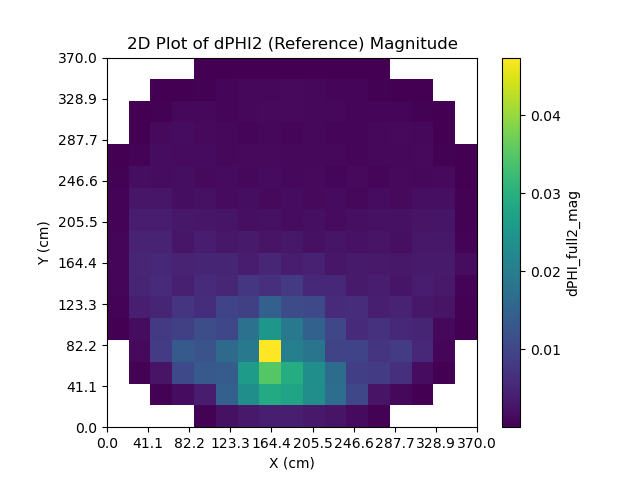 2D Plot of dPHI2 (Reference) Magnitude
370.0
328.9
287.7
246.6
205.5
164.4
123.3
82.2
41.1
0.0
Y (cm)
0.0 41.1 82.2 123.3 164.4 205.5 246.6 287.7 328.9 370.0
X (cm)
0.04
0.03
0.02
0.01
dPHI_full2_mag